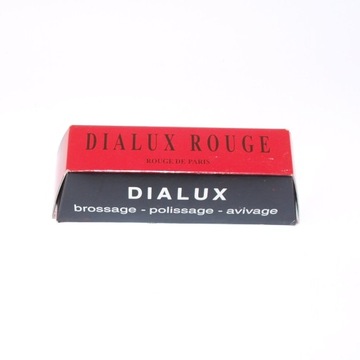 DIALUX ROUGE
ROUGE DE PARIS
DIALUX
brossage - polissage - avivage